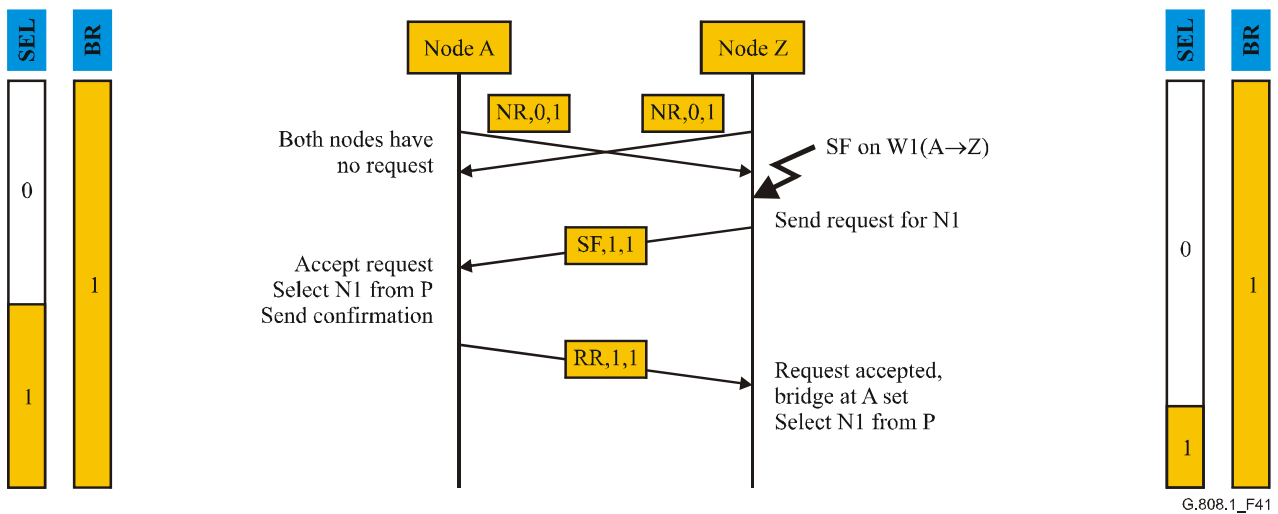 SEL
BR
Node A
Node Z
SEL
BR
NR,0,1
NR,0,1
Both nodes have
no request
SF on W1(A→Z)
0
Send request for N1
SF,1,1
0
Accept request
Select N1 from P
Send confirmation
1
1
RR,1,1
Request accepted,
bridge at A set
Select N1 from P
1
1
G.808.1_F41